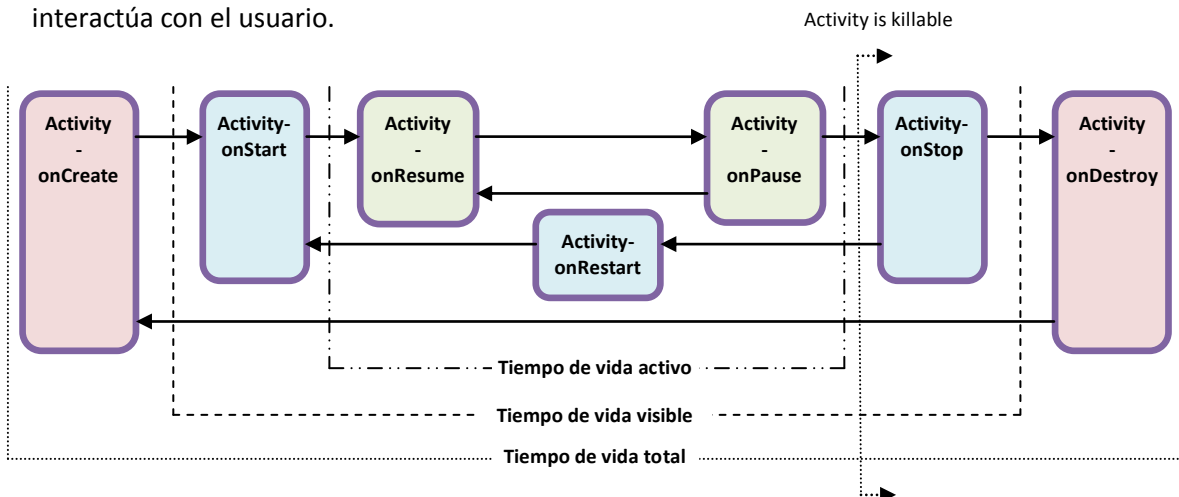 interactúa con el usuario.
Activity is killable
Activity
-
onCreate
Activity-
onStart
Activity
-
onResume
Activity
-
onPause
Activity-
onStop
Activity
-
onDestroy
Activity-
onRestart
Tiempo de vida activo
Tiempo de vida visible
Tiempo de vida total